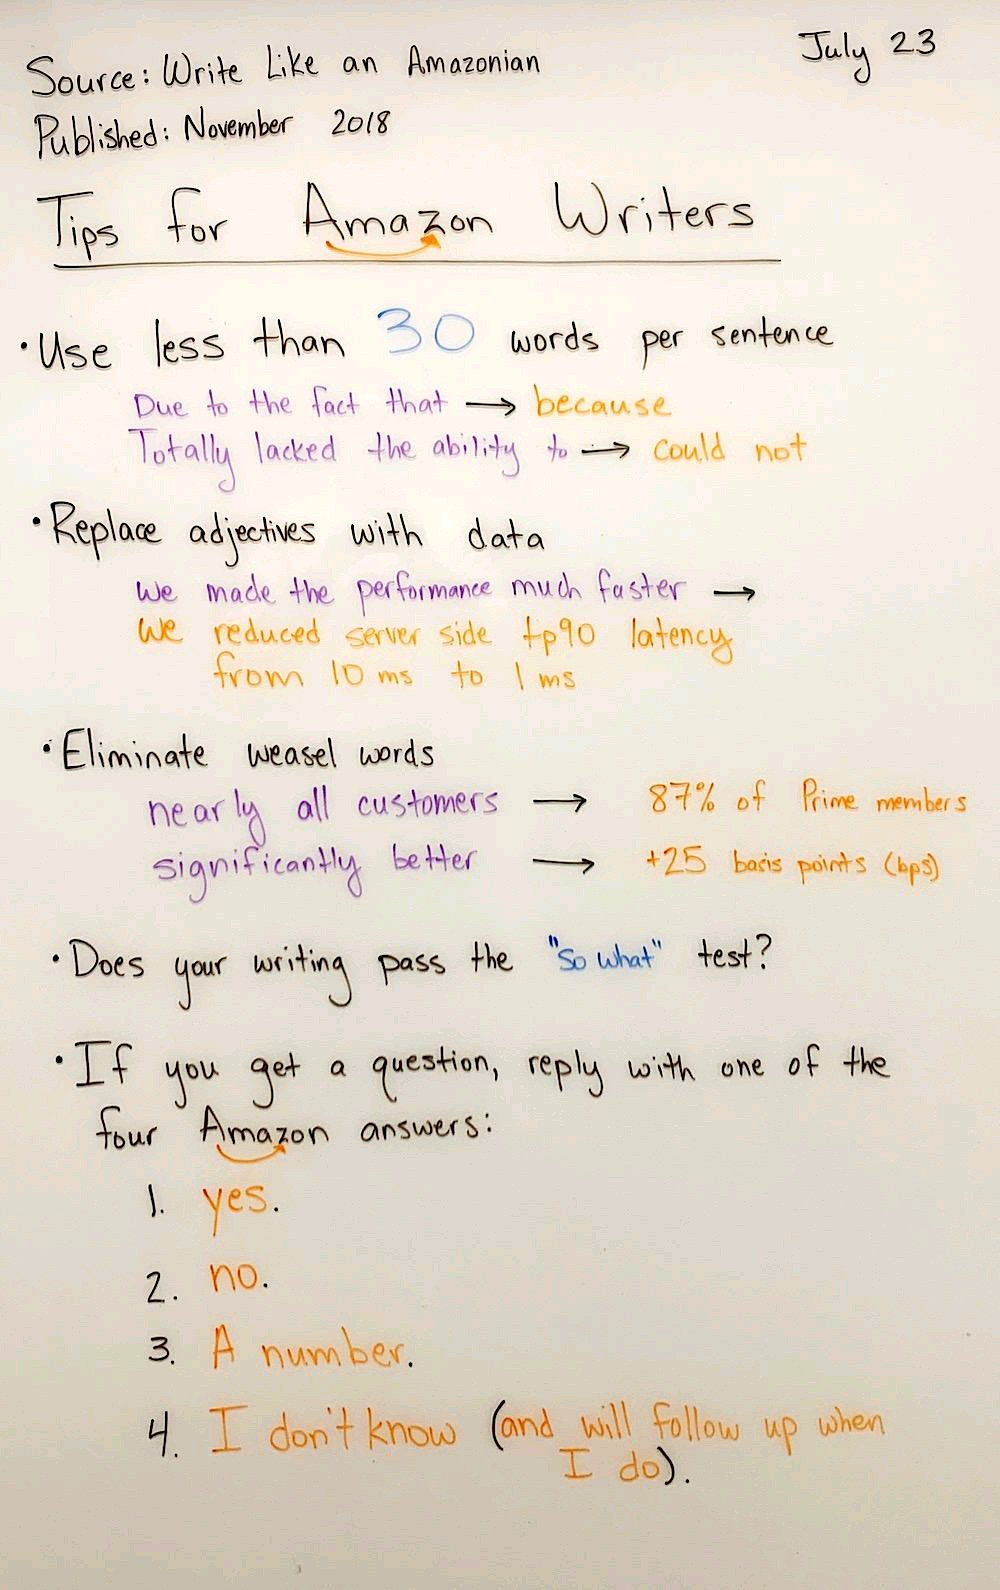 July 23
Source: Write Like an Amazonian
Published: November 2018
Tips for Amazon Writers
• Use less than 30 words per sentence
Due to the fact that → because
Totally lacked the ability to → could not
• Replace adjectives with data
We made the performance much faster →
We reduced server side tp90 latency
from 10 ms to 1 ms
• Eliminate weasel words
nearly all customers → 87% of Prime members
significantly better → +25 basis points (bps)
• Does your writing pass the "So what" test?
• If you get a question, reply with one of the
four Amazon answers:
1. yes.
2. no.
3. A number.
4. I don't know (and will follow up when
I do).